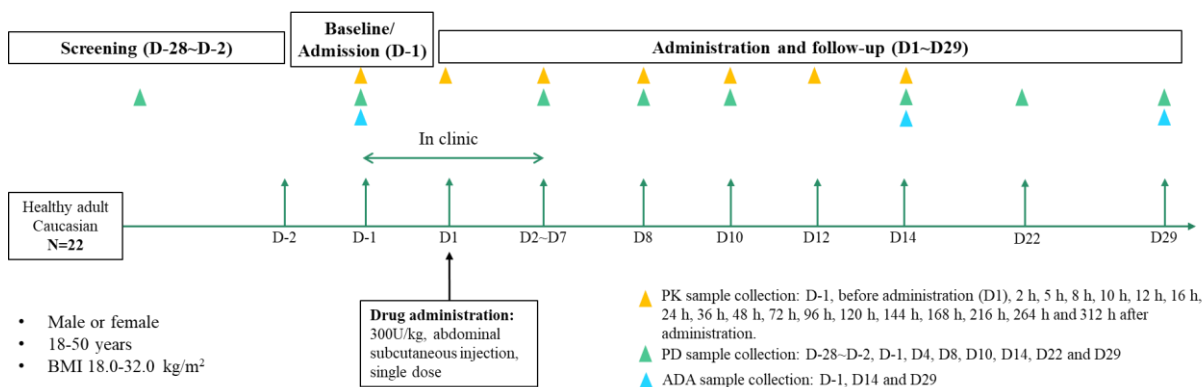 Screening (D-28~D-2)
Baseline/
Admission (D-1)
Administration and follow-up (D1~D29)
In clinic
Healthy adult
Caucasian
N=22
D-2
D-1
D1
D2~D7
D8
D10
D12
D14
D22
D29
Drug administration:
300U/kg, abdominal
subcutaneous injection,
single dose
• Male or female
• 18-50 years
• BMI 18.0-32.0 kg/m²
PK sample collection: D-1, before administration (D1), 2 h, 5 h, 8 h, 10 h, 12 h, 16 h,
24 h, 36 h, 48 h, 72 h, 96 h, 120 h, 144 h, 168 h, 216 h, 264 h and 312 h after
administration.
PD sample collection: D-28~D-2, D-1, D4, D8, D10, D14, D22 and D29
ADA sample collection: D-1, D14 and D29